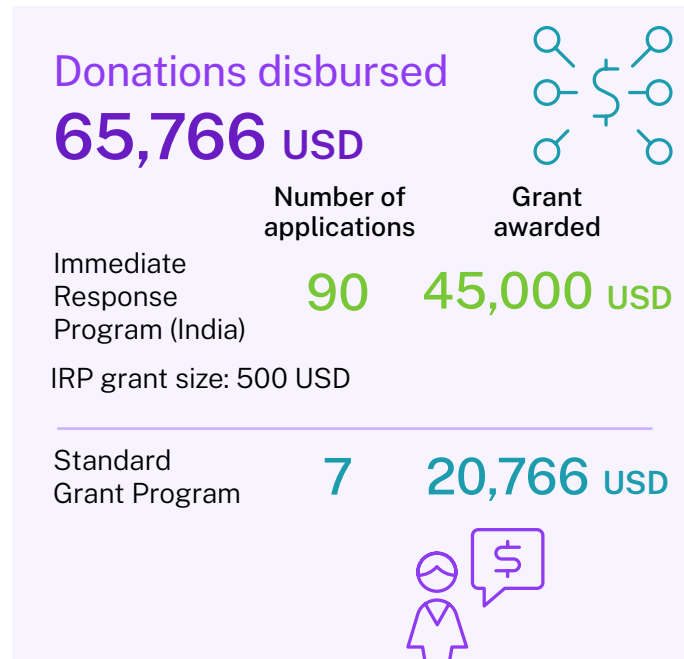 Donations disbursed
65,766 USD
Number of applications
Grant awarded
Immediate
Response
Program (India)
90
45,000 USD
IRP grant size: 500 USD
Standard
Grant Program
7
20,766 USD
$
$